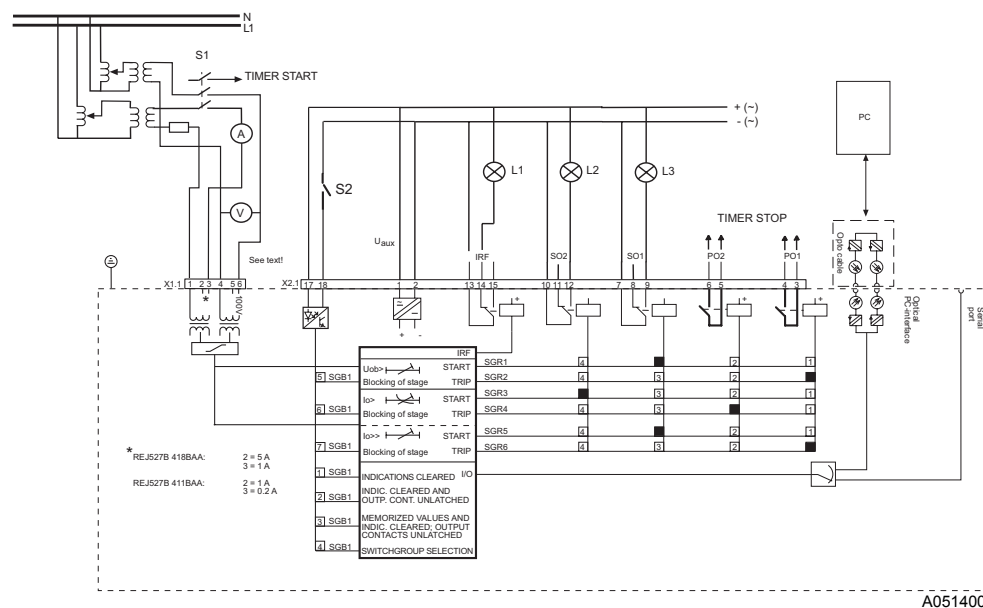 N
L1
S1
TIMER START
A
V
See text!
+ (~)
- (~)
PC
S2
L1
L2
L3
TIMER STOP
Uaux
IRF
SO2
SO1
PO2
PO1
Opto cable
Optical
PC-interface
Serial
port
X1.1 1 2 3 4 5 6
* 100V
X2.1 17 18 1 2 13 14 15 10 11 12 7 8 9 6 5 4 3
+ -
+ + + + +
IRF
Uob> START SGR1 4 2 1
5 SGB1 Blocking of stage TRIP SGR2 4 3 2
Io> START SGR3 3 2 1
6 SGB1 Blocking of stage TRIP SGR4 4 3 1
Io>> START SGR5 4 2 1
7 SGB1 Blocking of stage TRIP SGR6 4 3 2
1 SGB1 INDICATIONS CLEARED I/O
2 SGB1 INDIC. CLEARED AND
OUTP. CONT. UNLATCHED
3 SGB1 MEMORIZED VALUES AND
INDIC. CLEARED; OUTPUT
CONTACTS UNLATCHED
4 SGB1 SWITCHGROUP SELECTION
*
REJ527B 418BAA: 2 = 5 A
3 = 1 A
REJ527B 411BAA: 2 = 1 A
3 = 0.2 A
A051400